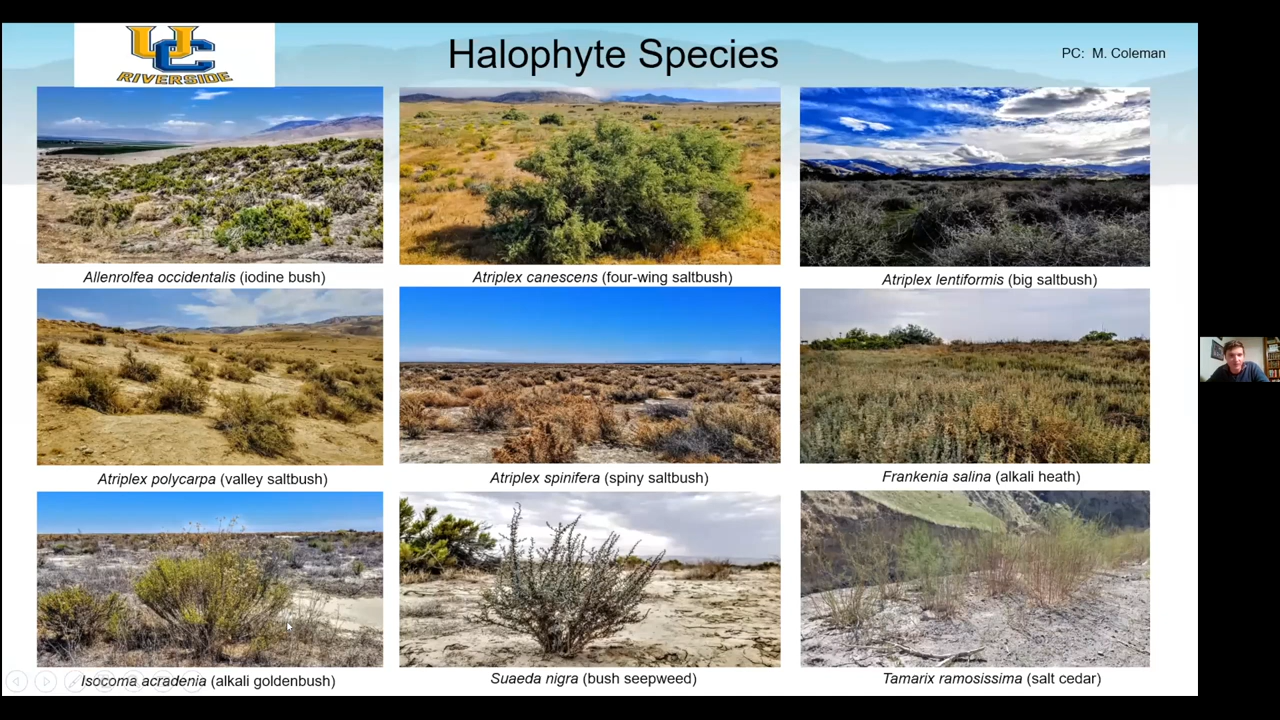 UC
RIVERSIDE
Halophyte Species
PC: M. Coleman
Allenrolfea occidentalis (iodine bush)
Atriplex canescens (four-wing saltbush)
Atriplex lentiformis (big saltbush)
Atriplex polycarpa (valley saltbush)
Atriplex spinifera (spiny saltbush)
Frankenia salina (alkali heath)
Isocoma acradenia (alkali goldenbush)
Suaeda nigra (bush seepweed)
Tamarix ramosissima (salt cedar)